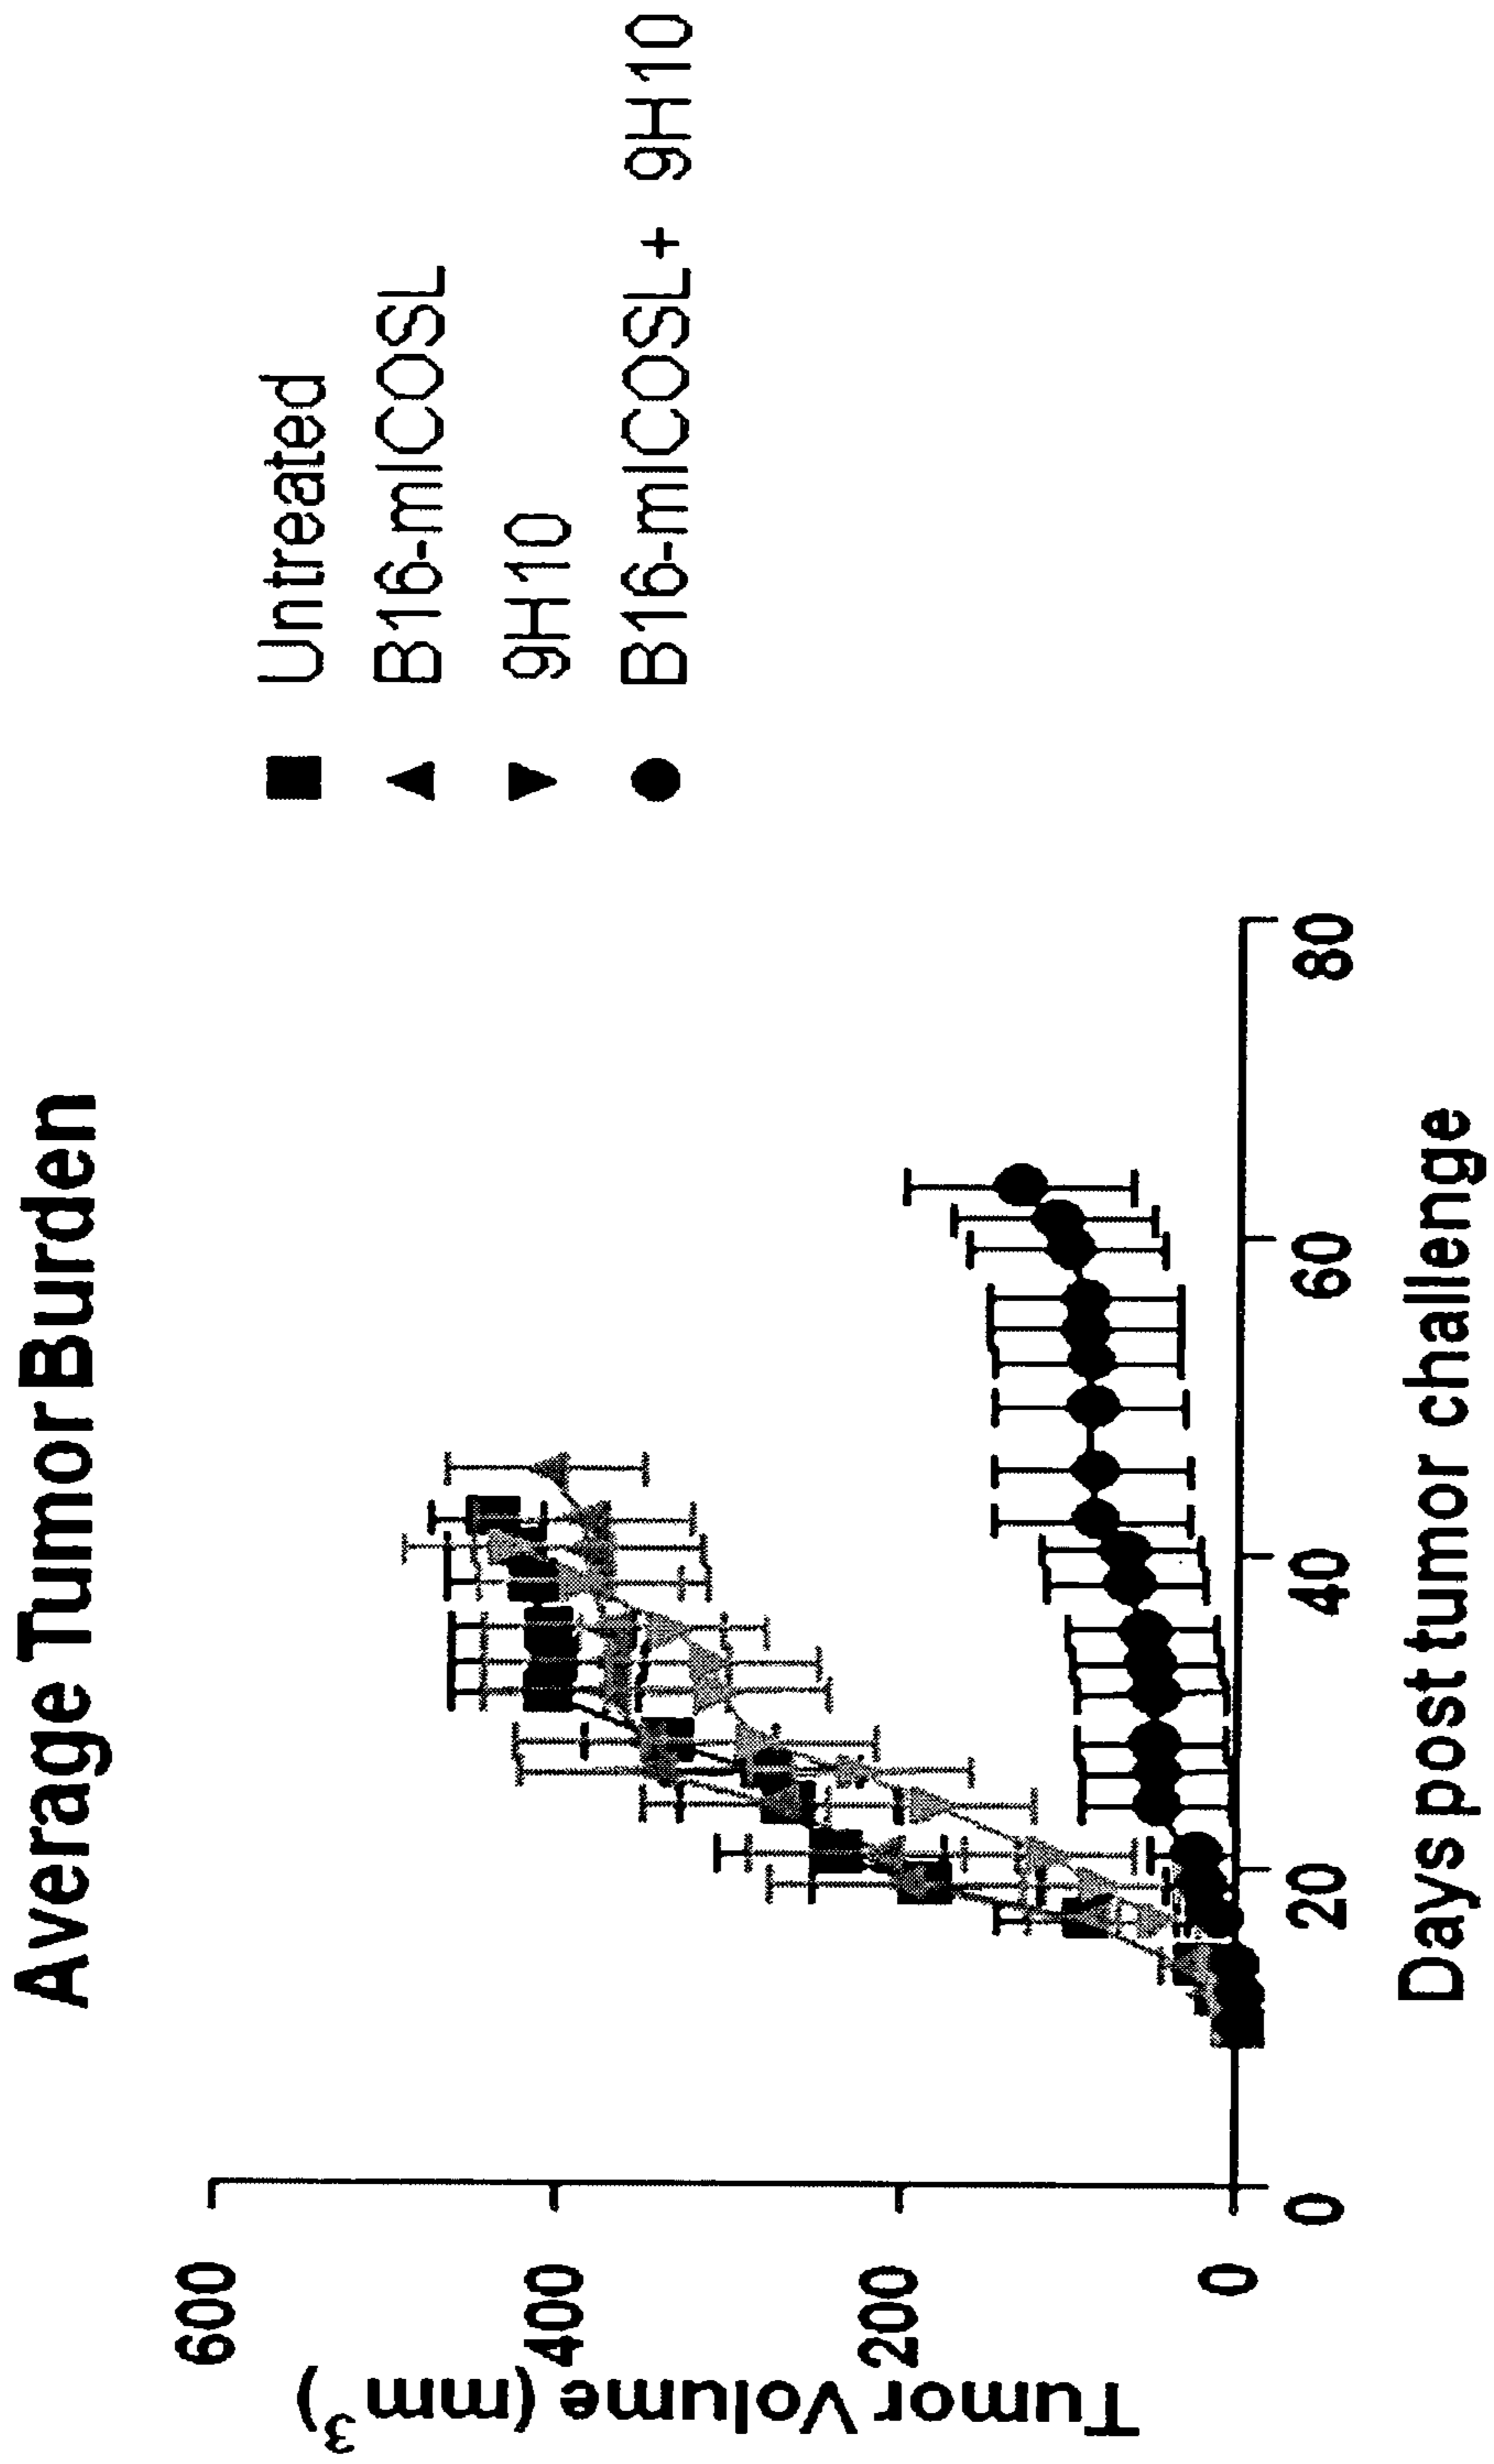 Average Tumor Burden
Untreated
B16-mICOSL
9H10
B16-mICOSL+ 9H10
Tumor Volume (mm³)
600
400
200
0
0
20
40
60
80
Days post tumor challenge